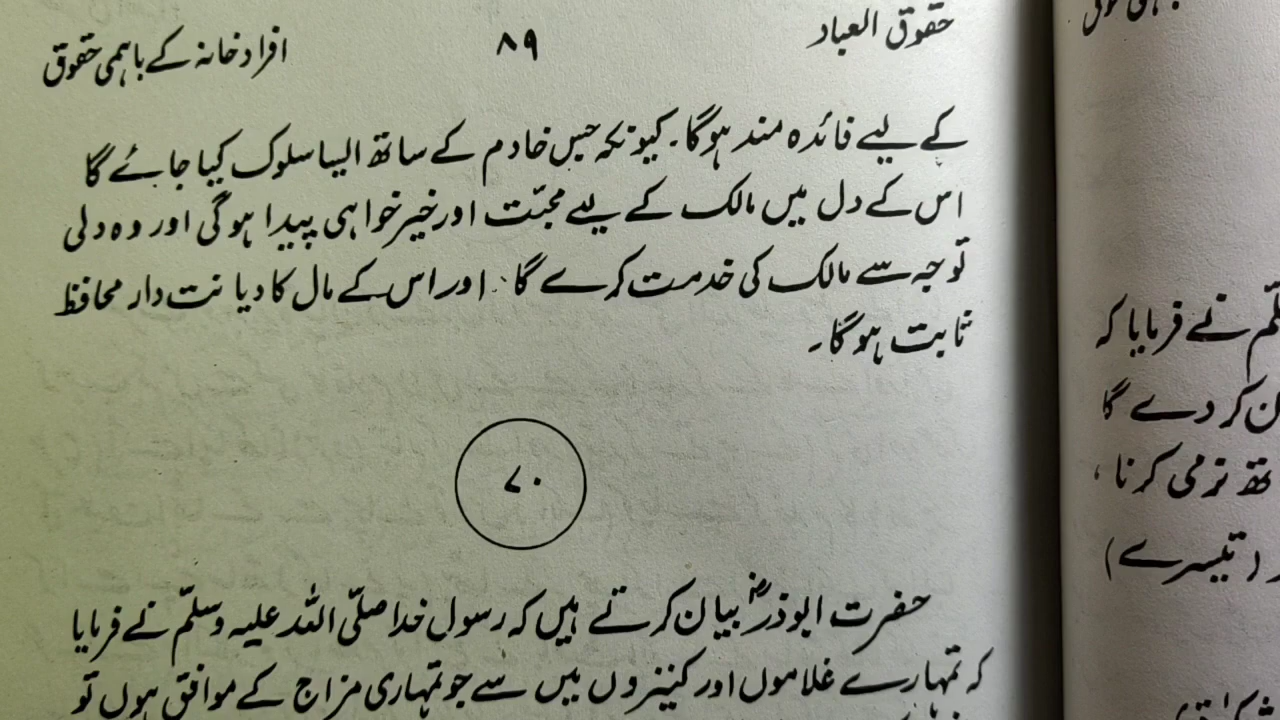 حقوق العباد
۸۹
افراد خانہ کے باہمی حقوق
کے لیے فائدہ مند ہوگا۔ کیونکہ جس خادم کے ساتھ ایسا سلوک کیا جائے گا
اس کے دل میں مالک کے لیے محبّت اور خیر خواہی پیدا ہوگی اور وہ دلی
توجہ سے مالک کی خدمت کرے گا۔ اور اس کے مال کا دیانت دار محافظ
ثابت ہوگا۔
۷۰
حضرت ابوذرؓ بیان کرتے ہیں کہ رسول خدا صلّی اللہ علیہ وسلّم نے فرمایا
کہ تمہارے غلاموں اور کنیزوں میں سے جو تمہاری مزاج کے موافق ہوں تو
نے فرمایا کہ
کر دے گا
نرمی کرنا ،
(تیسرے)